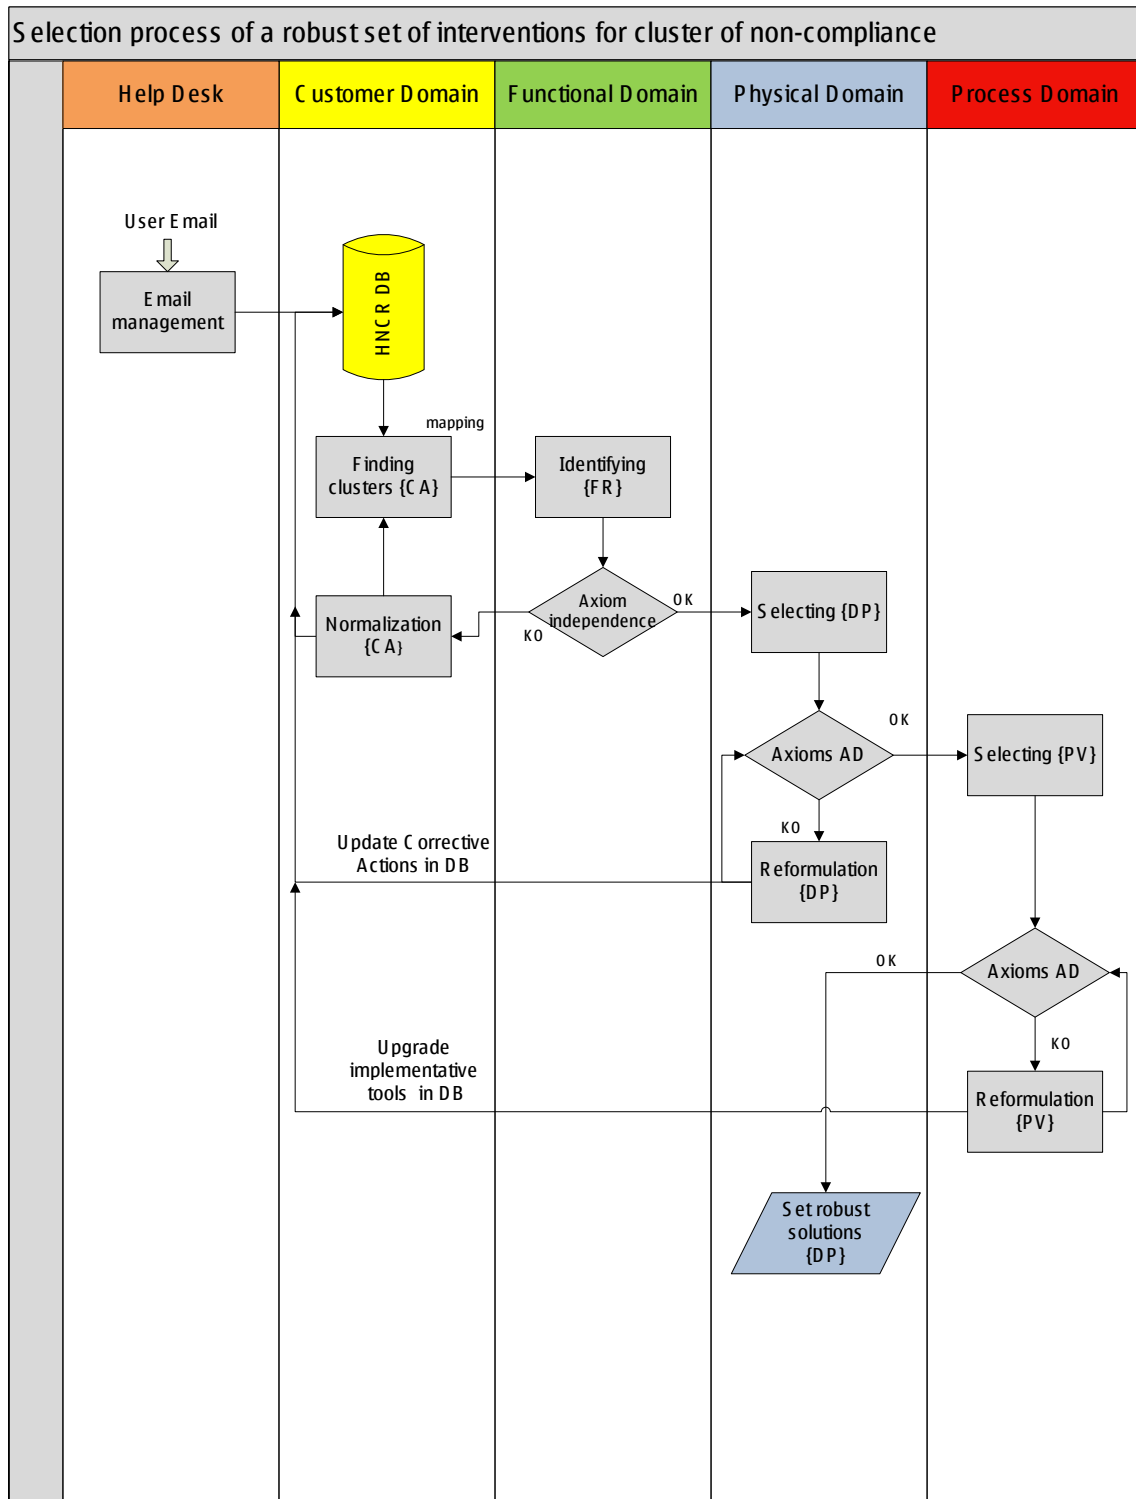 Selection process of a robust set of interventions for cluster of non-compliance
Help Desk
Customer Domain
Functional Domain
Physical Domain
Process Domain
User Email
Email
management
HNCR DB
mapping
Finding
clusters {CA}
Identifying
{FR}
Axiom
independence
OK
KO
Normalization
{CA}
Selecting {DP}
Axioms AD
OK
KO
Selecting {PV}
Update Corrective
Actions in DB
Reformulation
{DP}
Axioms AD
OK
KO
Upgrade
implementative
tools in DB
Reformulation
{PV}
Set robust
solutions
{DP}